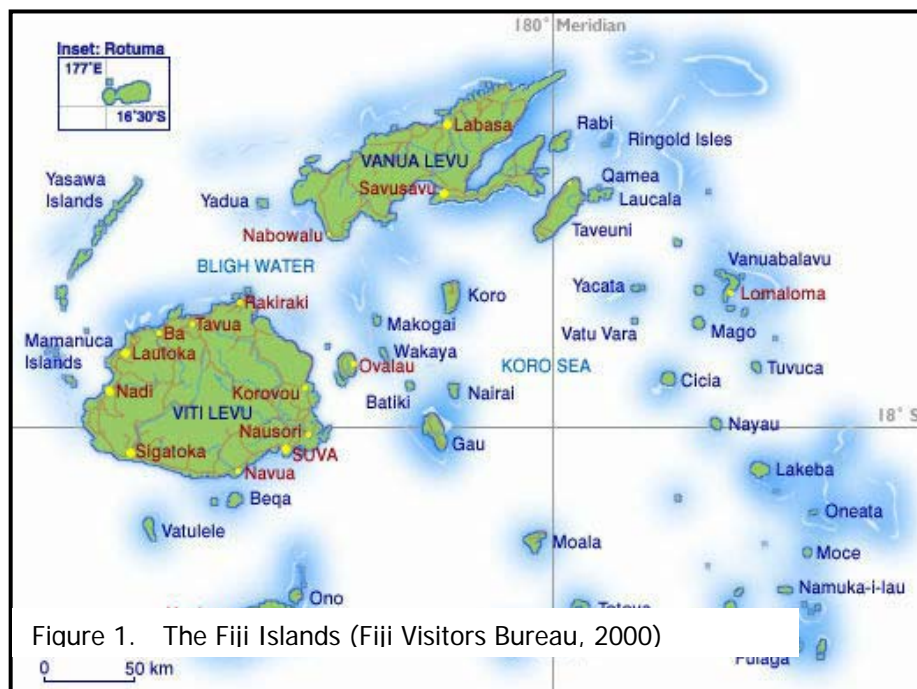 180° Meridian
Inset: Rotuma
177°E
16°30'S
Labasa
Rabi
Ringold Isles
VANUA LEVU
Yasawa
Islands
Qamea
Savusavu
Laucala
Yadua
Taveuni
Nabowalu
BLIGH WATER
Vanuabalavu
Koro
Yacata
Lomaloma
Rakiraki
Makogai
Tavua
Vatu Vara
Mago
Ba
Mamanuca
Islands
Lautoka
Wakaya
Ovalau
KORO SEA
Tuvuca
Cicia
Nadi
Korovou
Batiki
Nairai
VITI LEVU
18° S
Nausori
Nayau
Gau
Sigatoka
SUVA
Navua
Lakeba
Beqa
Oneata
Vatulele
Moala
Moce
Namuka-i-lau
Ono
Figure 1. The Fiji Islands (Fiji Visitors Bureau, 2000)
Fulaga
0 50 km